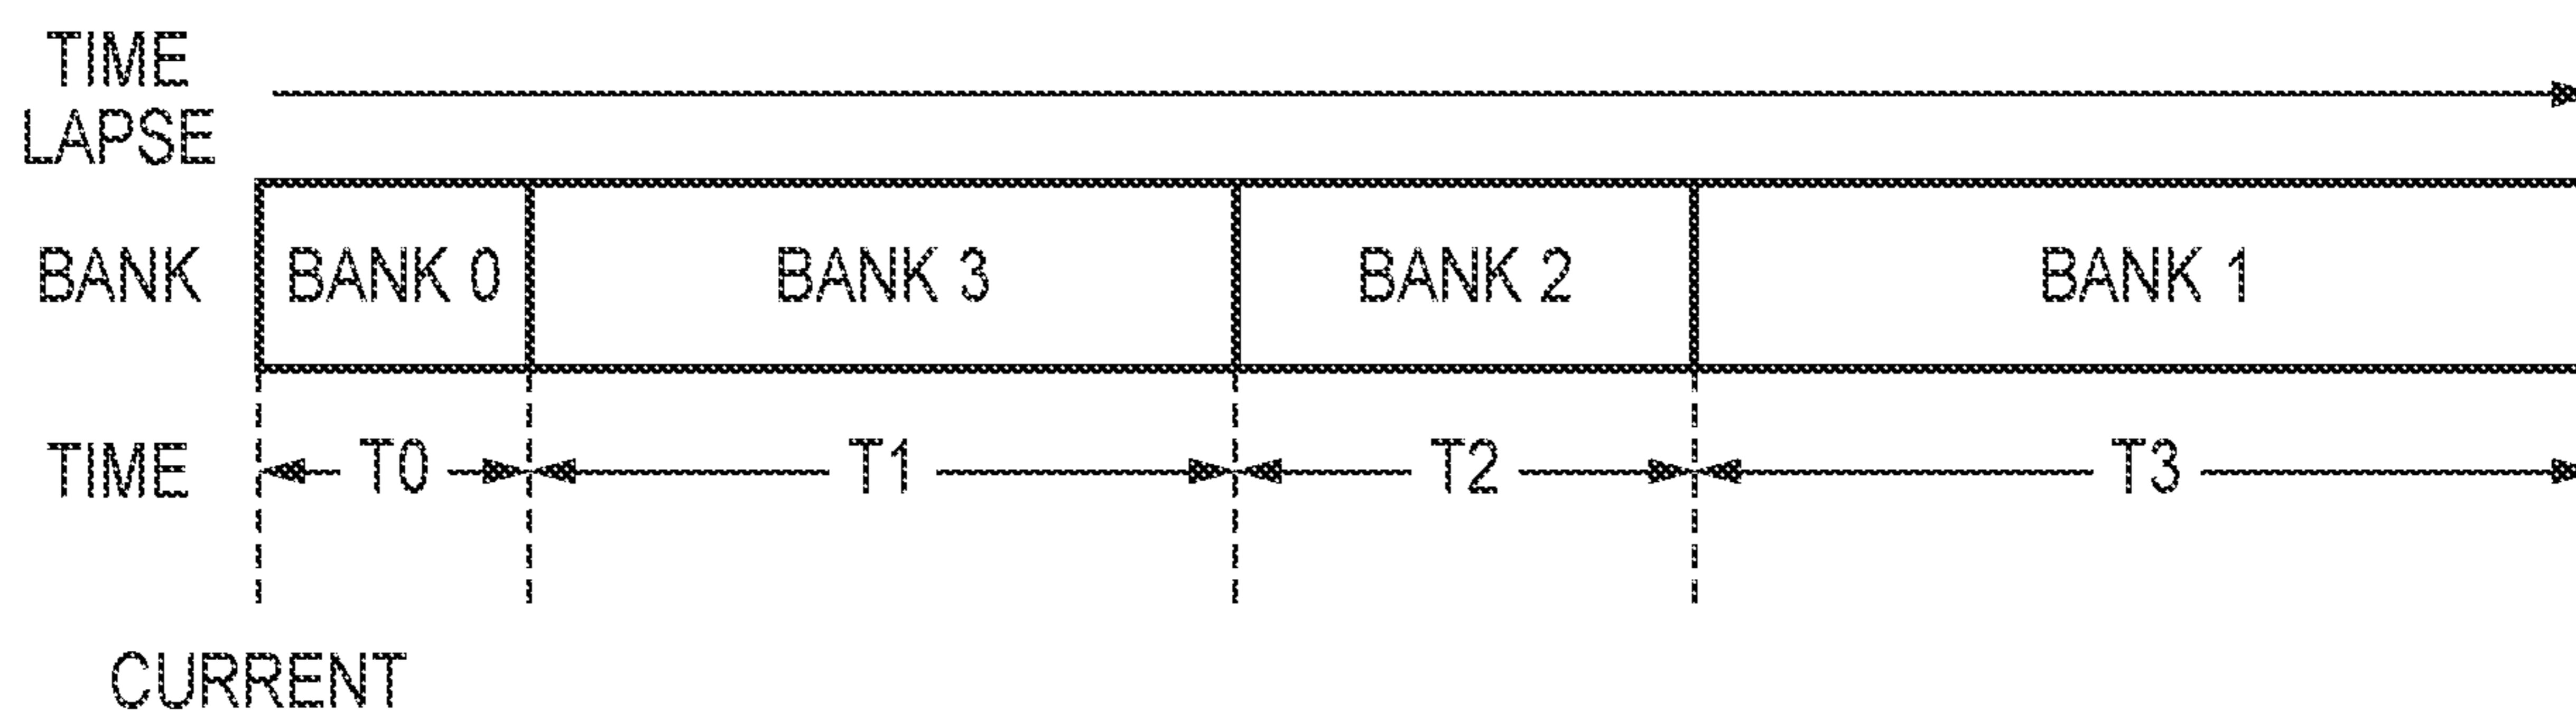 TIME
LAPSE
BANK BANK 0 BANK 3 BANK 2 BANK 1
TIME T0 T1 T2 T3
CURRENT